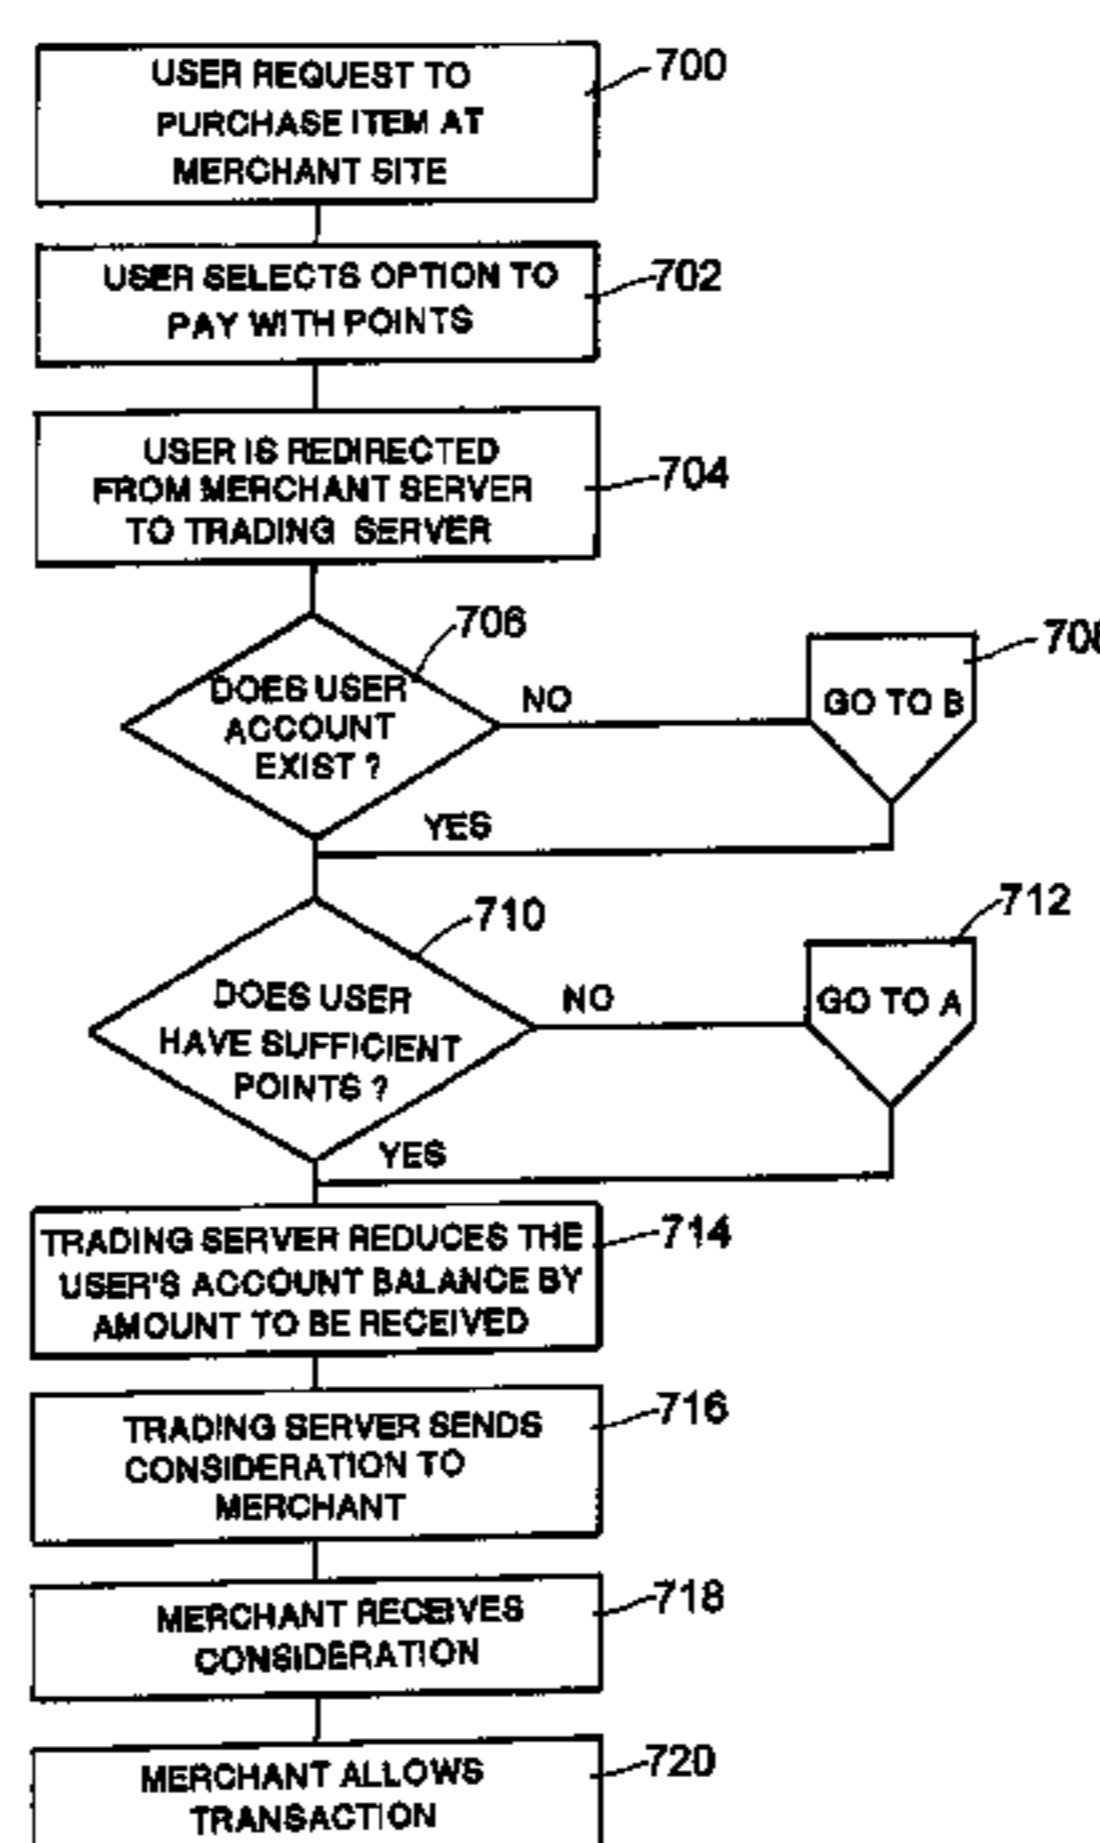 USER REQUEST TO
PURCHASE ITEM AT
MERCHANT SITE
700
USER SELECTS OPTION TO
PAY WITH POINTS
702
USER IS REDIRECTED
FROM MERCHANT SERVER
TO TRADING SERVER
704
DOES USER
ACCOUNT
EXIST ?
706
NO
GO TO B
708
YES
DOES USER
HAVE SUFFICIENT
POINTS ?
710
NO
GO TO A
712
YES
TRADING SERVER REDUCES THE
USER'S ACCOUNT BALANCE BY
AMOUNT TO BE RECEIVED
714
TRADING SERVER SENDS
CONSIDERATION TO
MERCHANT
716
MERCHANT RECEIVES
CONSIDERATION
718
MERCHANT ALLOWS
TRANSACTION
720